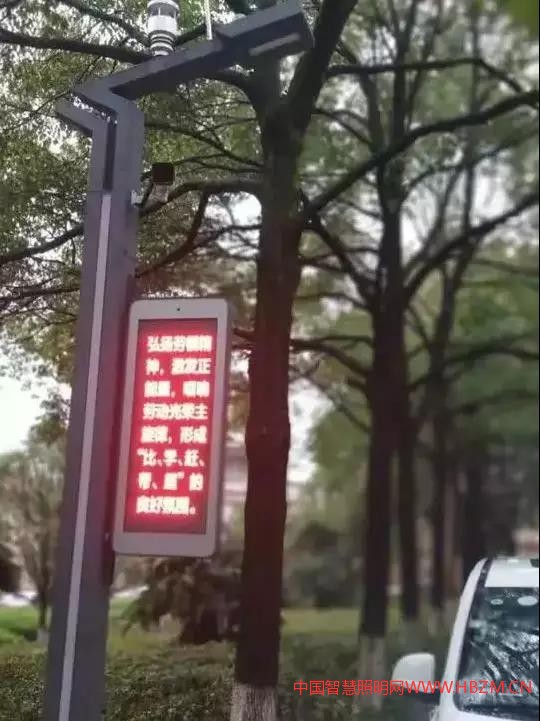 弘扬劳模精
神，激发正
能量，唱响
劳动光荣主
旋律，形成
“比、学、赶、
帮、超”的
良好氛围。
中国智慧照明网WWW.HBZM.CN